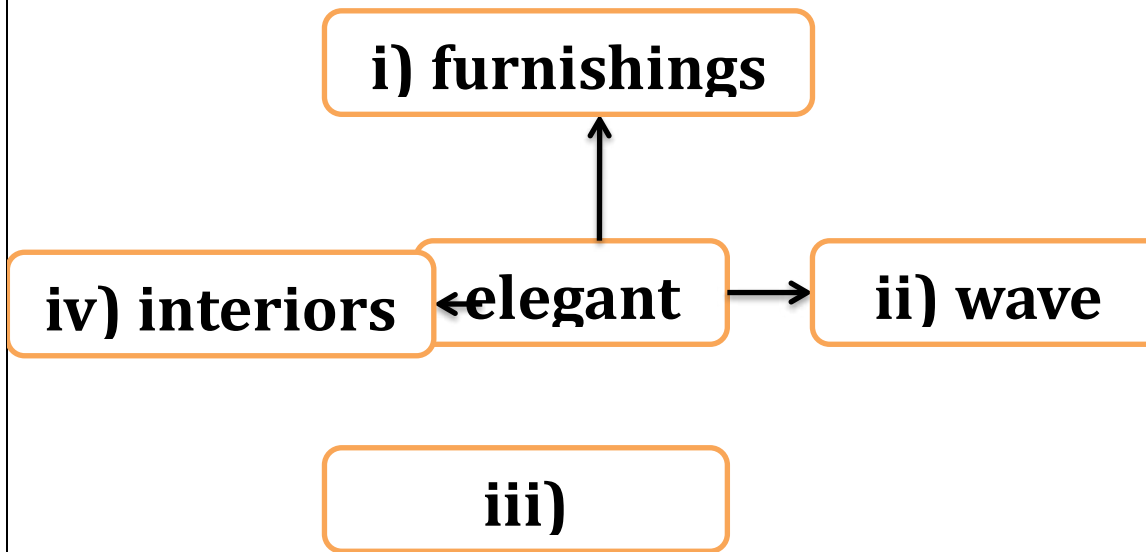 i) furnishings
iv) interiors
elegant
ii) wave
iii)